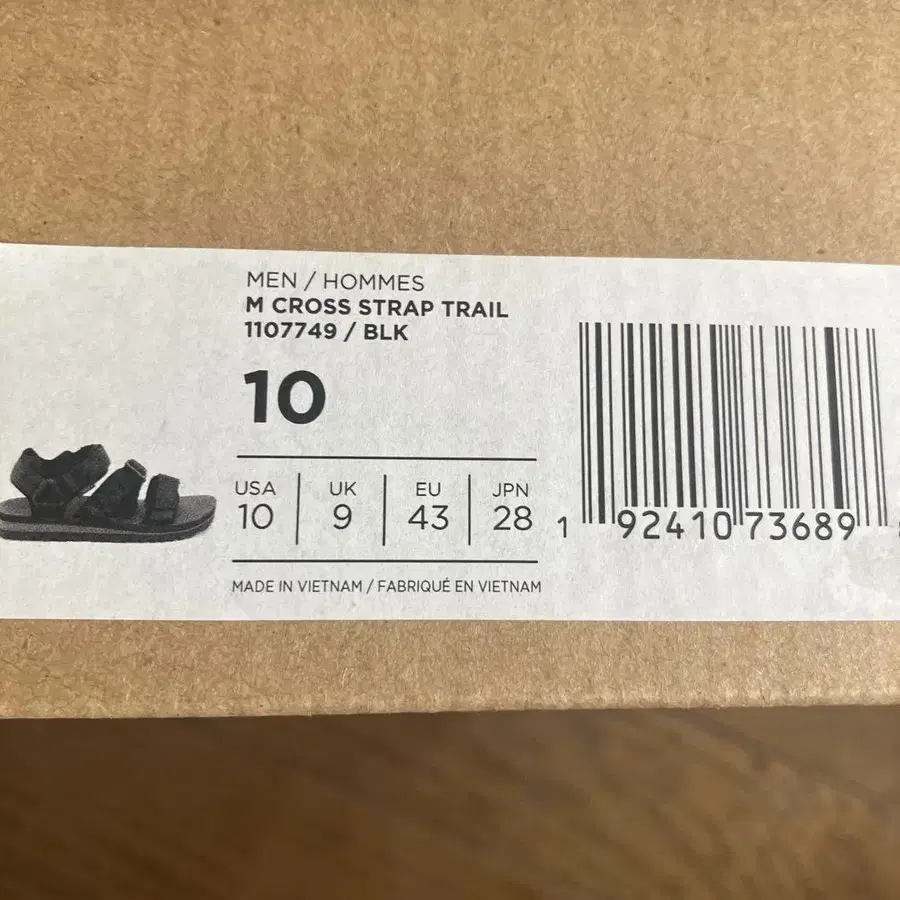 MEN / HOMMES
M CROSS STRAP TRAIL
1107749 / BLK
10
USA UK EU JPN
10 9 43 28
MADE IN VIETNAM / FABRIQUÉ EN VIETNAM
1 92410 73689